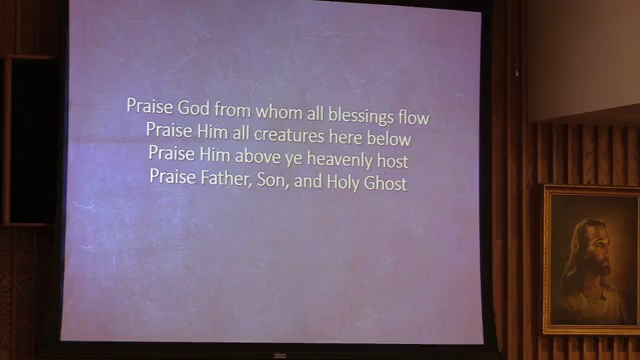 Praise God from whom all blessings flow
Praise Him all creatures here below
Praise Him above ye heavenly host
Praise Father, Son, and Holy Ghost